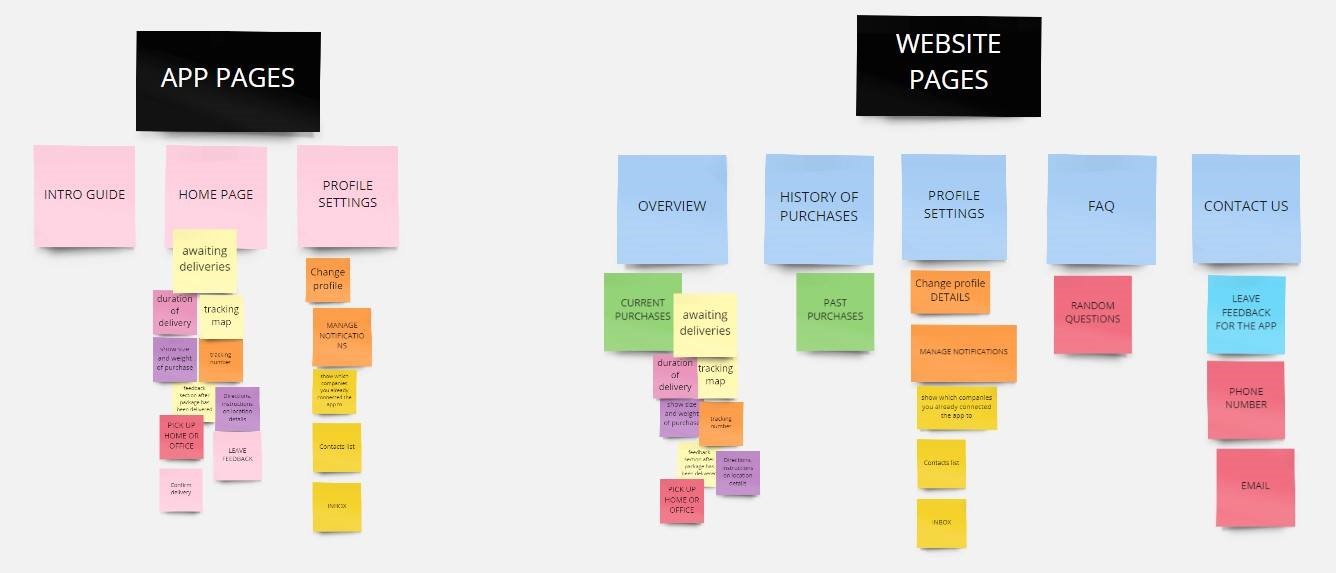 APP PAGES
INTRO GUIDE
HOME PAGE
PROFILE
SETTINGS
awaiting
deliveries
duration
of
delivery
tracking
map
show size
and weight
of purchase
tracking
number
feedback
section after
package has
been delivered
Directions,
instructions
on location
details
PICK UP
HOME OR
OFFICE
LEAVE
FEEDBACK
Confirm
delivery
Change
profile
MANAGE
NOTIFICATIO
NS
show which
companies
you already
connected the
app to
Contacts list
INBOX
WEBSITE
PAGES
OVERVIEW
CURRENT
PURCHASES
awaiting
deliveries
duration
of
delivery
tracking
map
show size
and weight
of purchase
tracking
number
feedback
section after
package has
been delivered
Directions,
instructions
on location
details
PICK UP
HOME OR
OFFICE
HISTORY OF
PURCHASES
PAST
PURCHASES
PROFILE
SETTINGS
Change profile
DETAILS
MANAGE NOTIFICATIONS
show which companies
you already connected
the app to
Contacts list
INBOX
FAQ
RANDOM
QUESTIONS
CONTACT US
LEAVE
FEEDBACK
FOR THE APP
PHONE
NUMBER
EMAIL